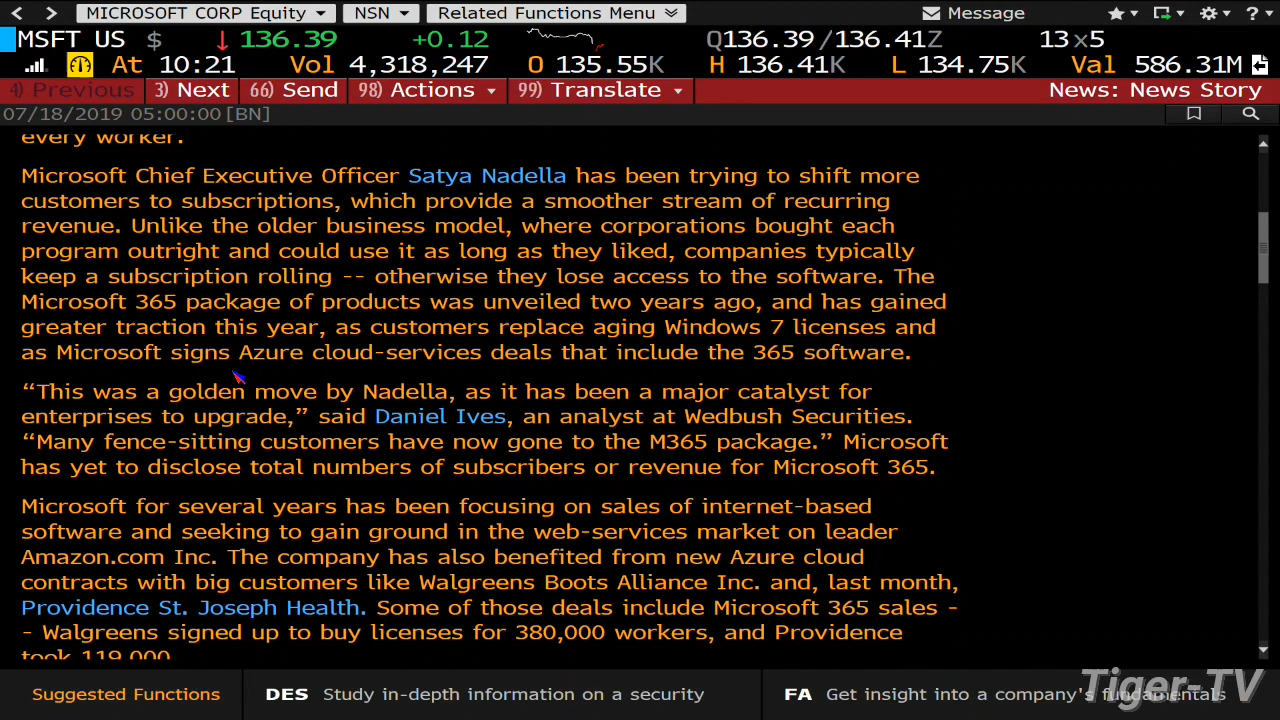 MICROSOFT CORP Equity NSN Related Functions Menu Message ?
MSFT US $ ↓ 136.39 +0.12 Q136.39/136.41Z 13x5
At 10:21 Vol 4,318,247 O 135.55K H 136.41K L 134.75K Val 586.31M
4) Previous 3) Next 66) Send 98) Actions 99) Translate News: News Story
07/18/2019 05:00:00 [BN]
every worker.
Microsoft Chief Executive Officer Satya Nadella has been trying to shift more
customers to subscriptions, which provide a smoother stream of recurring
revenue. Unlike the older business model, where corporations bought each
program outright and could use it as long as they liked, companies typically
keep a subscription rolling -- otherwise they lose access to the software. The
Microsoft 365 package of products was unveiled two years ago, and has gained
greater traction this year, as customers replace aging Windows 7 licenses and
as Microsoft signs Azure cloud-services deals that include the 365 software.
“This was a golden move by Nadella, as it has been a major catalyst for
enterprises to upgrade,” said Daniel Ives, an analyst at Wedbush Securities.
“Many fence-sitting customers have now gone to the M365 package.” Microsoft
has yet to disclose total numbers of subscribers or revenue for Microsoft 365.
Microsoft for several years has been focusing on sales of internet-based
software and seeking to gain ground in the web-services market on leader
Amazon.com Inc. The company has also benefited from new Azure cloud
contracts with big customers like Walgreens Boots Alliance Inc. and, last month,
Providence St. Joseph Health. Some of those deals include Microsoft 365 sales -
- Walgreens signed up to buy licenses for 380,000 workers, and Providence
took 119,000
Suggested Functions DES Study in-depth information on a security FA Get insight into a company's fundamentals
Tiger-TV